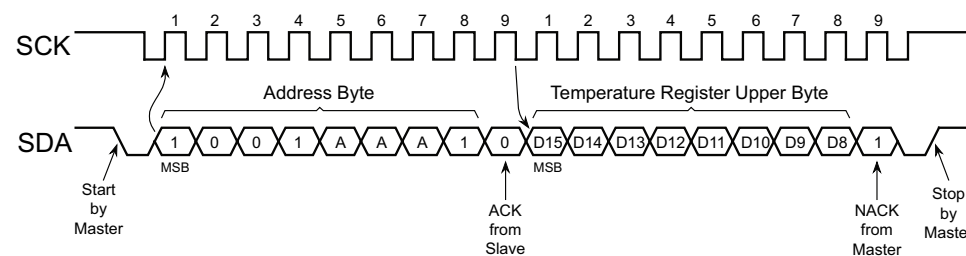 1 2 3 4 5 6 7 8 9 1 2 3 4 5 6 7 8 9
SCK
Address Byte Temperature Register Upper Byte
SDA 1 0 0 1 A A A 1 0 D15 D14 D13 D12 D11 D10 D9 D8 1
MSB MSB
Start
by
Master
ACK
from
Slave
NACK
from
Master
Stop
by
Master